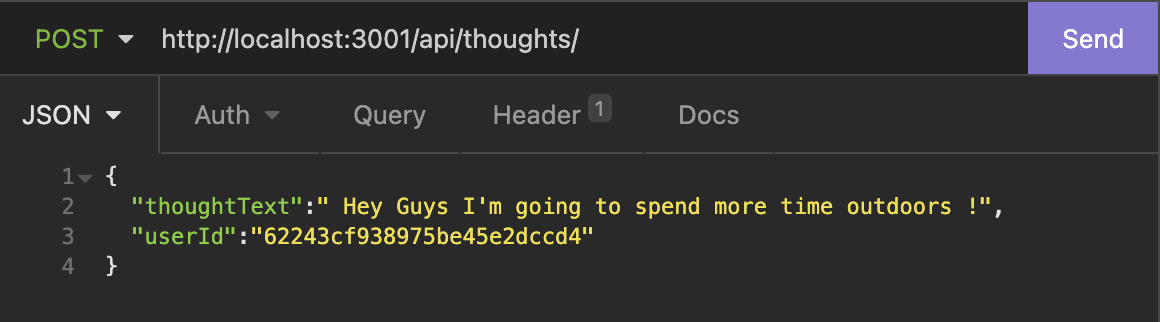 POST http://localhost:3001/api/thoughts/ Send
JSON Auth Query Header 1 Docs
1 {
2 "thoughtText":" Hey Guys I'm going to spend more time outdoors !",
3 "userId":"62243cf938975be45e2dccd4"
4 }